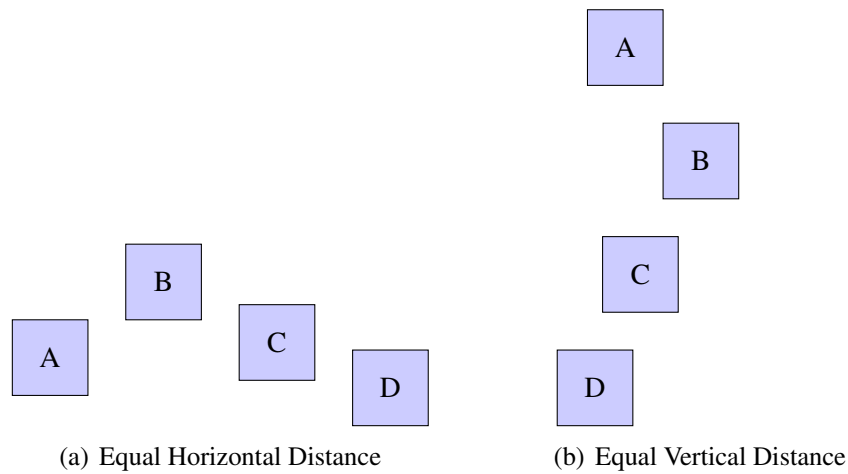 A
B
C
D
(a) Equal Horizontal Distance
A
B
C
D
(b) Equal Vertical Distance